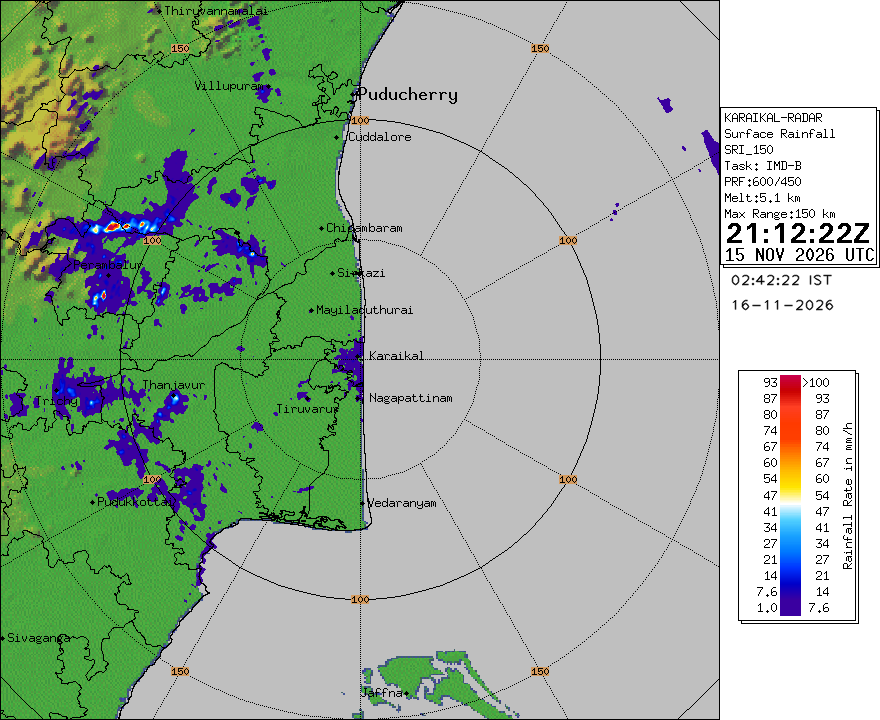 Thiruvannamalai
150
150
Villupuram
Puducherry
100
Cuddalore
Chidambaram
100
100
Perambalur
Sirkazi
Mayiladuthurai
Karaikal
Thanjavur
Trichy
Nagapattinam
Tiruvarur
100
100
Pudukkottai
Vedaranyam
100
Sivaganga
150
150
Jaffna
KARAIKAL-RADAR
Surface Rainfall
SRI_150
Task: IMD-B
PRF:600/450
Melt:5.1 km
Max Range:150 km
21:12:22Z
15 NOV 2026 UTC
02:42:22 IST
16-11-2026
93 >100
87 93
80 87
74 80
67 74
60 67
54 60
47 54
41 47
34 41
27 34
21 27
14 21
7.6 14
1.0 7.6
Rainfall Rate in mm/h